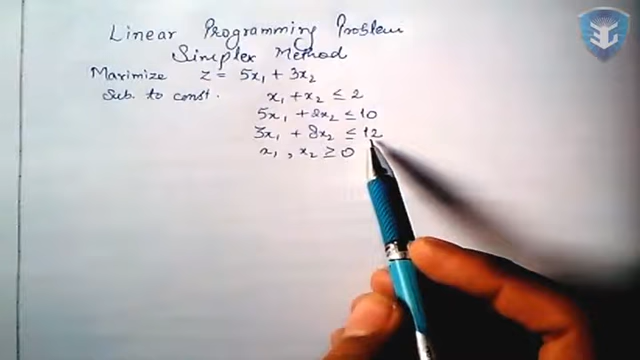 Linear Programming Problem
Simplex Method
Maximize Z = 5x₁ + 3x₂
Sub. to const. x₁ + x₂ ≤ 2
5x₁ + 2x₂ ≤ 10
3x₁ + 8x₂ ≤ 12
x₁, x₂ ≥ 0